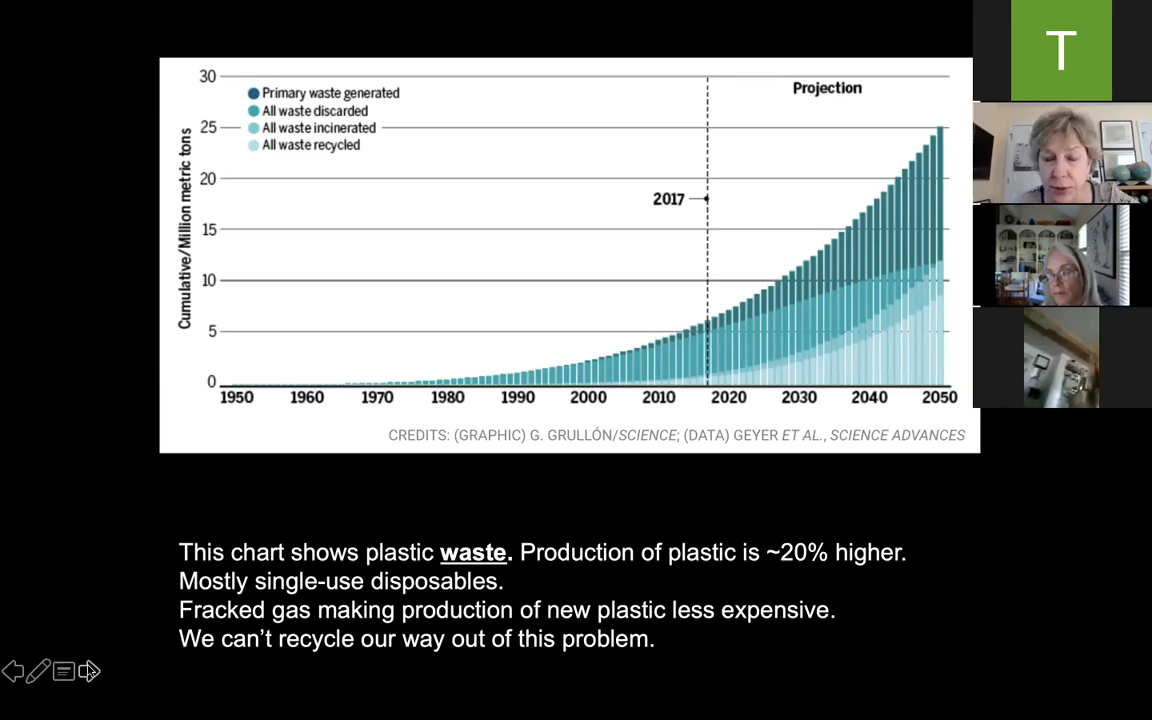 T
30
Primary waste generated
Projection
All waste discarded
25
All waste incinerated
All waste recycled
20
2017
15
10
5
0
Cumulative/Million metric tons
1950 1960 1970 1980 1990 2000 2010 2020 2030 2040 2050
CREDITS: (GRAPHIC) G. GRULLÓN/SCIENCE; (DATA) GEYER ET AL., SCIENCE ADVANCES
This chart shows plastic waste. Production of plastic is ~20% higher.
Mostly single-use disposables.
Fracked gas making production of new plastic less expensive.
We can’t recycle our way out of this problem.